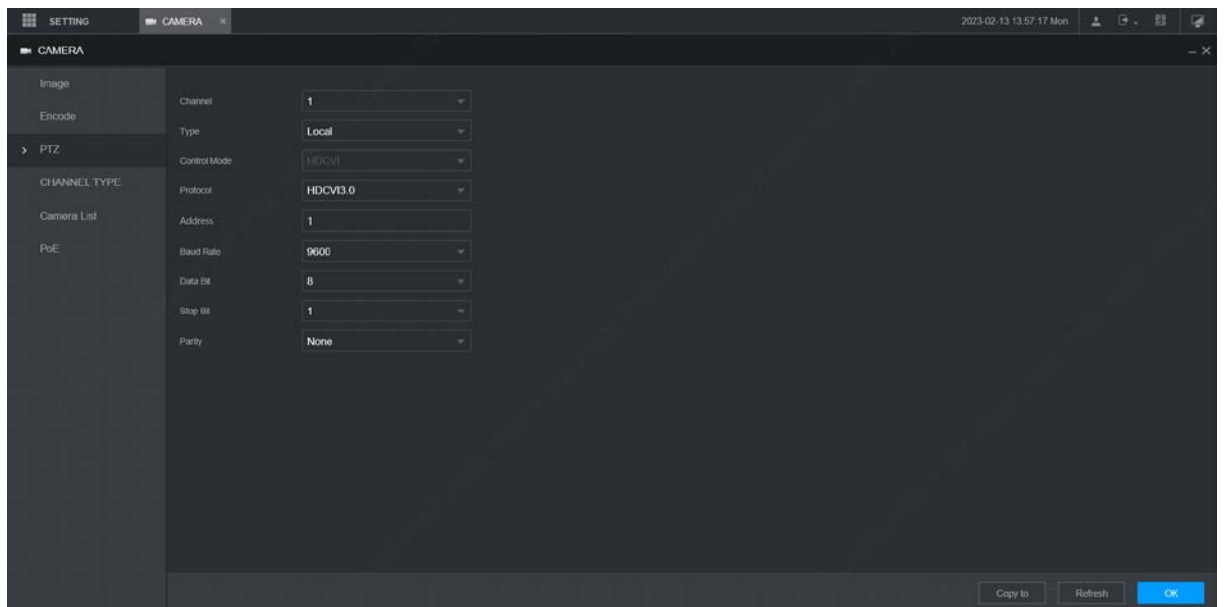 SETTING CAMERA × 2023-02-13 13:57:17 Mon
CAMERA
Image
Encode
PTZ
CHANNEL TYPE
Camera List
PoE
Channel 1
Type Local
Control Mode HDCVI
Protocol HDCVI3.0
Address 1
Baud Rate 9600
Data Bit 8
Stop Bit 1
Parity None
Copy to Refresh OK